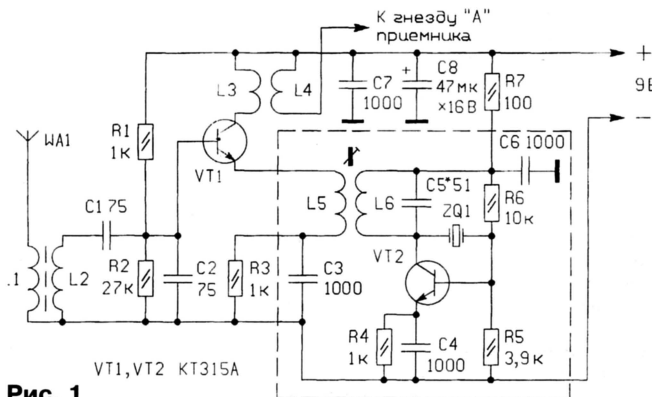 К гнезду "А"
приемника
+
9В
−
L3
L4
C7
1000
+
C8
47мк
×16В
R7
100
R1
1к
WA1
VT1
C6 1000
L5
L6
C5*51
ZQ1
R6
10к
C1 75
L2
R2
27к
C2
75
R3
1к
C3
1000
VT2
R4
1к
C4
1000
R5
3,9к
VT1,VT2 КТ315А
Рис. 1